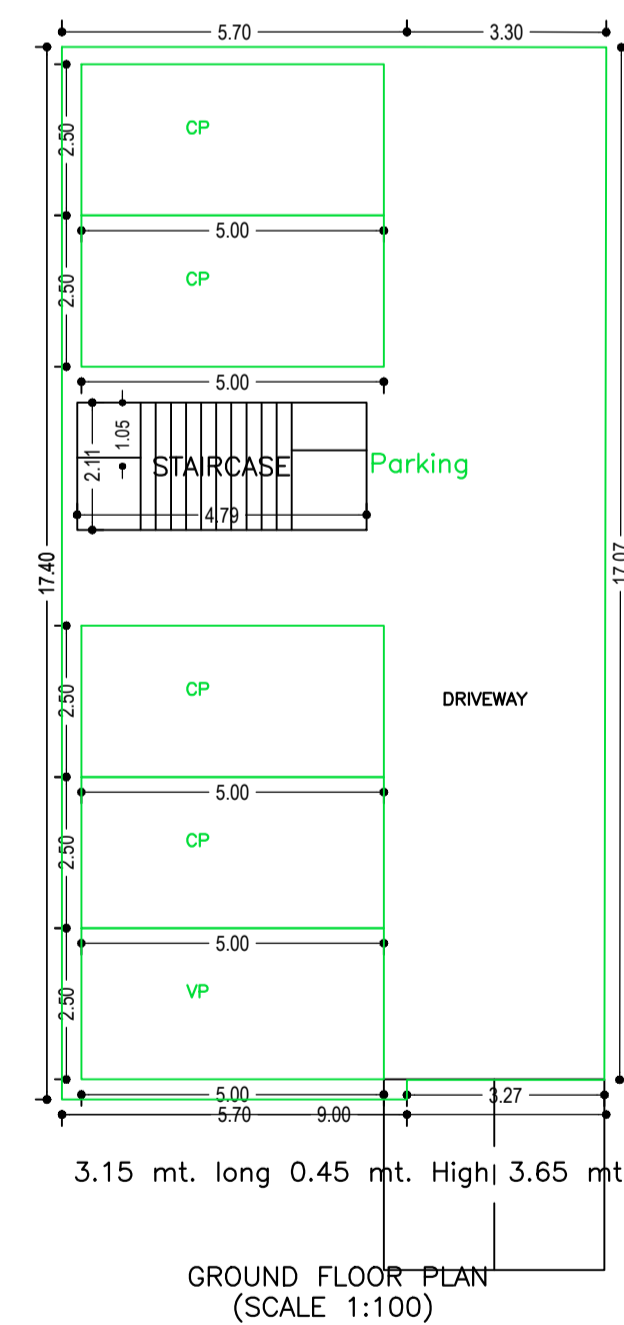 5.70 3.30
2.50
CP
5.00
2.50
CP
5.00
1.05
2.11
STAIRCASE
Parking
4.79
17.40
17.07
2.50
CP
DRIVEWAY
5.00
2.50
CP
5.00
2.50
VP
5.00 3.27
5.70 9.00
3.15 mt. long 0.45 mt. High 3.65 mt
GROUND FLOOR PLAN
(SCALE 1:100)